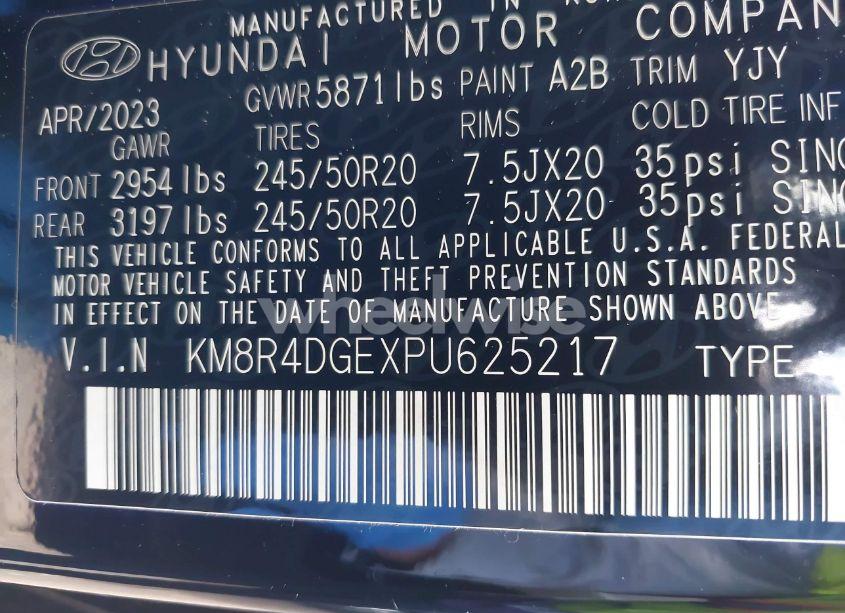 MANUFACTURED IN
HYUNDAI MOTOR COMPAN
APR/2023 GVWR 5871lbs PAINT A2B TRIM YJY
GAWR TIRES RIMS COLD TIRE INF
FRONT 2954 lbs 245/50R20 7.5JX20 35psi SING
REAR 3197 lbs 245/50R20 7.5JX20 35psi SING
THIS VEHICLE CONFORMS TO ALL APPLICABLE U.S.A. FEDERAL
MOTOR VEHICLE SAFETY AND THEFT PREVENTION STANDARDS
IN EFFECT ON THE DATE OF MANUFACTURE SHOWN ABOVE
wheelwise
V.I.N KM8R4DGEXPU625217 TYPE